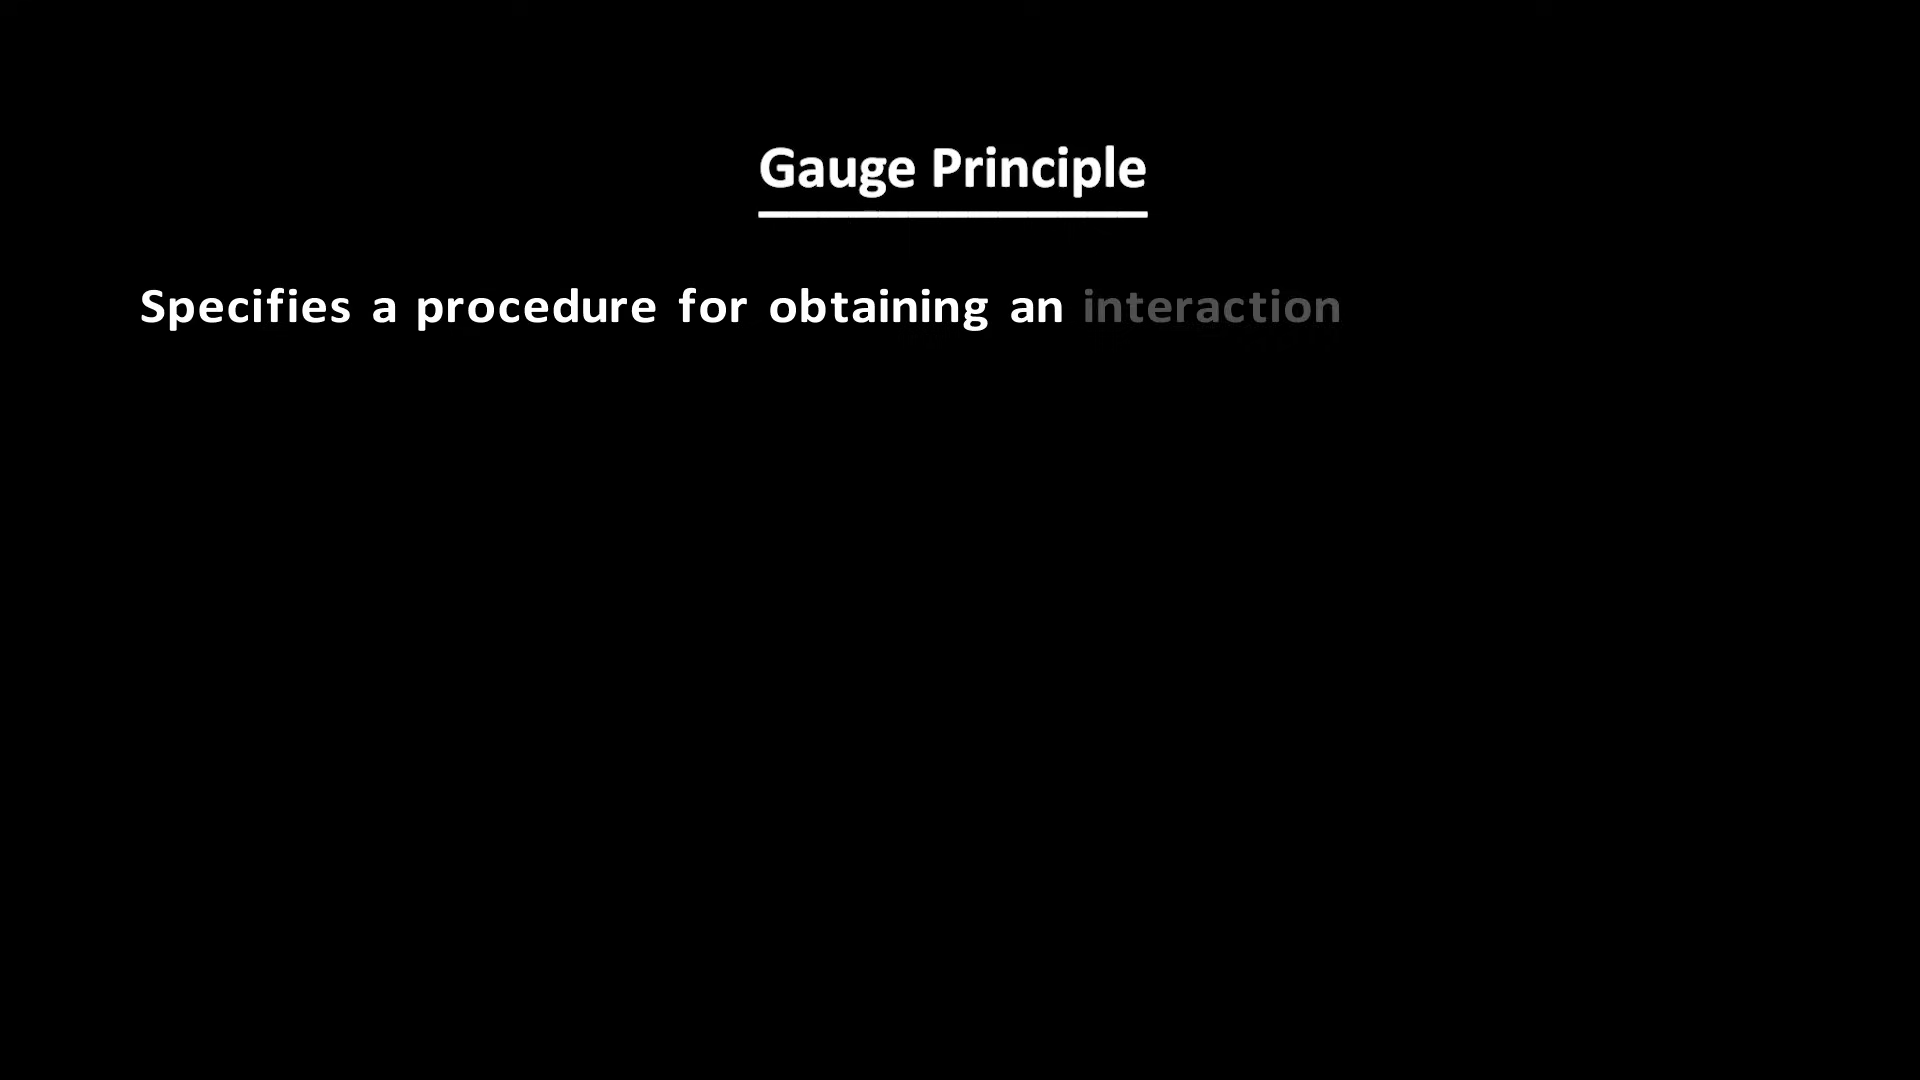 Gauge Principle
Specifies a procedure for obtaining an interaction